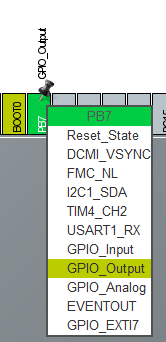 GPIO_Output
BOOT0
PB7
PB7
Reset_State
DCMI_VSYNC
FMC_NL
I2C1_SDA
TIM4_CH2
USART1_RX
GPIO_Input
GPIO_Output
GPIO_Analog
EVENTOUT
GPIO_EXTI7